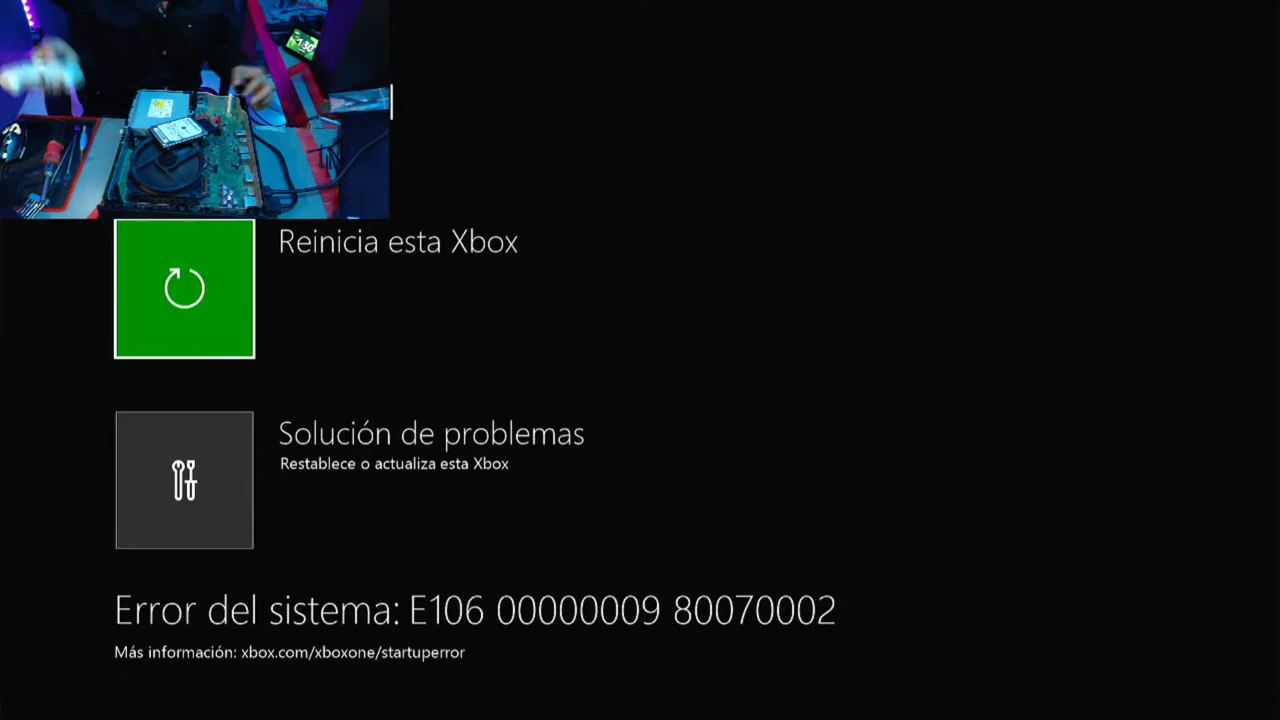 Reinicia esta Xbox
Solución de problemas
Restablece o actualiza esta Xbox
Error del sistema: E106 00000009 80070002
Más información: xbox.com/xboxone/startuperror